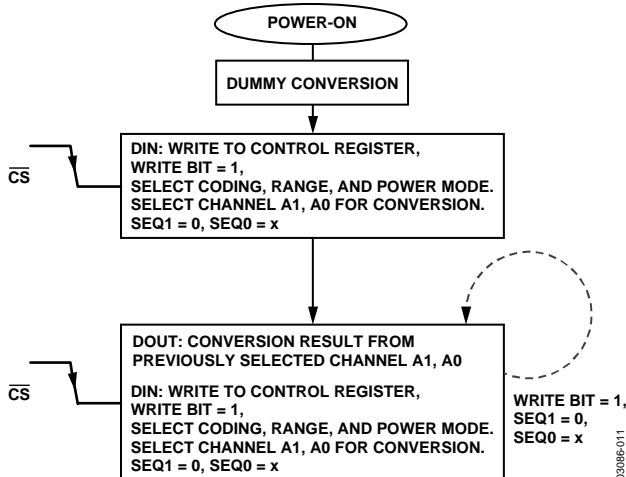 POWER-ON
DUMMY CONVERSION
CS
DIN: WRITE TO CONTROL REGISTER,
WRITE BIT = 1,
SELECT CODING, RANGE, AND POWER MODE.
SELECT CHANNEL A1, A0 FOR CONVERSION.
SEQ1 = 0, SEQ0 = x
CS
DOUT: CONVERSION RESULT FROM
PREVIOUSLY SELECTED CHANNEL A1, A0
DIN: WRITE TO CONTROL REGISTER,
WRITE BIT = 1,
SELECT CODING, RANGE, AND POWER MODE.
SELECT CHANNEL A1, A0 FOR CONVERSION.
SEQ1 = 0, SEQ0 = x
WRITE BIT = 1,
SEQ1 = 0,
SEQ0 = x
03086-011